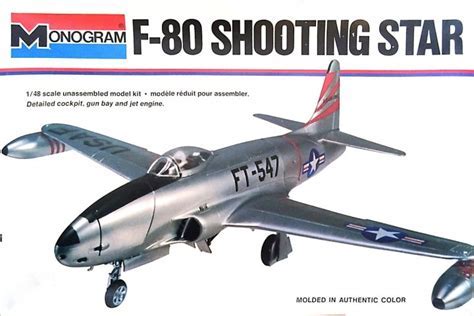 MONOGRAM
F-80 SHOOTING STAR
1/48 scale unassembled model kit • modèle réduit pour assembler.
Detailed cockpit, gun bay and jet engine.
USAF
FT-547
MOLDED IN AUTHENTIC COLOR